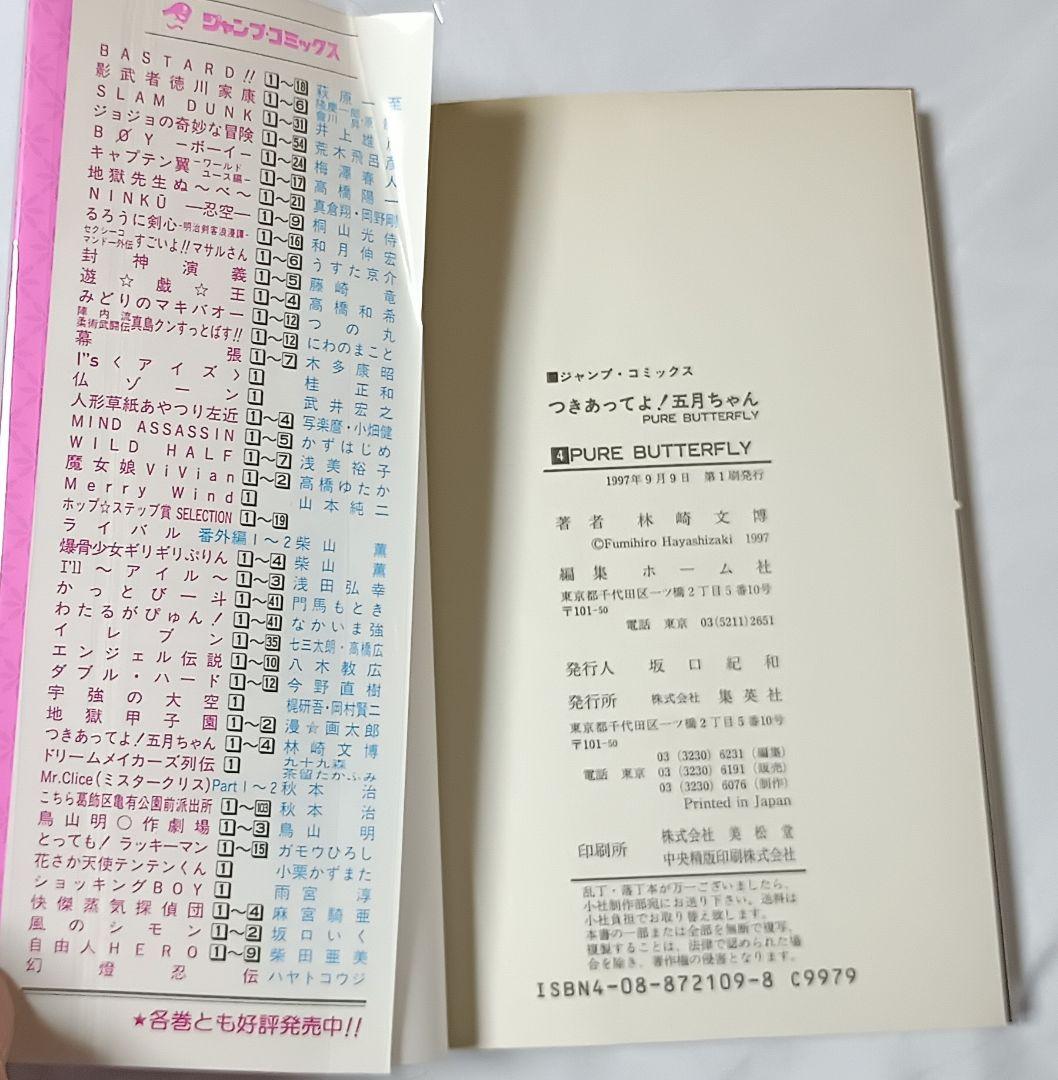 ジャンプ・コミックス
BASTARD!! 1〜18 萩原一至
影武者徳川家康 1〜6 隆慶一郎・原
SLAM DUNK 1〜31 井上雄
ジョジョの奇妙な冒険 1〜54 荒木飛呂彦
BØY ―ボーイ― 1〜24 梅澤春人
キャプテン翼 -ワールドユース編- 1〜17 高橋陽一
地獄先生ぬ〜べ〜 1〜21 真倉翔・岡野剛
NINKŪ ―忍空― 1〜9 桐山光侍
るろうに剣心 -明治剣客浪漫譚- 1〜16 和月伸宏
セクシーコマンドー外伝 すごいよ!!マサルさん 1〜6 うすた京介
封神演義 1〜5 藤崎竜
遊☆戯☆王 1〜4 高橋和希
みどりのマキバオー 1〜12 つの丸
陣内流柔術武闘伝 真島クンすっとばす!! 1〜12 にわのまこと
幕張 1〜7 木多康昭
I"s〈アイズ〉 1 桂正和
仏ゾーン 1 武井宏之
人形草紙あやつり左近 1〜4 写楽麿・小畑健
MIND ASSASSIN 1〜5 かずはじめ
WILD HALF 1〜7 浅美裕子
魔女娘ViVian 1〜2 高橋ゆたか
Merry Wind 1 山本純二
ホップ☆ステップ賞 SELECTION 1〜19
ライバル 番外編1〜2 柴山薫
爆骨少女ギリギリぷりん 1〜4 柴山薫
I'll 〜アイル〜 1〜3 浅田弘幸
かっとび一斗 1〜41 門馬もとき
わたるがぴゅん! 1〜41 なかいま強
イレブン 1〜35 七三太朗・高橋広
エンジェル伝説 1〜10 八木教広
ダブル・ハード 1〜12 今野直樹
宇強の大空 1 梶研吾・岡村賢二
地獄甲子園 1〜2 漫☆画太郎
つきあってよ!五月ちゃん 1〜4 林崎文博
ドリームメイカーズ列伝 1 九十九森 茶留たかふみ
Mr.Clice(ミスタークリス) Part1〜2 秋本治
こちら葛飾区亀有公園前派出所 1〜103 秋本治
鳥山明〇作劇場 1〜3 鳥山明
とっても!ラッキーマン 1〜15 ガモウひろし
花さか天使テンテンくん 1 小栗かずまた
ショッキングBOY 1 雨宮淳
快傑蒸気探偵団 1〜4 麻宮騎亜
風のシモン 1〜2 坂口いく
自由人HERO 1〜9 柴田亜美
幻燈忍伝 ハヤトコウジ
★各巻とも好評発売中!!
■ジャンプ・コミックス
つきあってよ!五月ちゃん
PURE BUTTERFLY
4 PURE BUTTERFLY
1997年9月9日 第1刷発行
著者 林崎文博
©Fumihiro Hayashizaki 1997
編集 ホーム社
東京都千代田区一ツ橋2丁目5番10号
〒101-50
電話 東京 03(5211)2651
発行人 坂口紀和
発行所 株式会社 集英社
東京都千代田区一ツ橋2丁目5番10号
〒101-50
03 (3230) 6231 (編集)
電話 東京 03 (3230) 6191 (販売)
03 (3230) 6076 (制作)
Printed in Japan
印刷所 株式会社 美松堂
中央精版印刷株式会社
乱丁・落丁本が万一ございましたら、
小社制作部宛にお送り下さい。送料は
小社負担でお取り替え致します。
本書の一部または全部を無断で複写、
複製することは、法律で認められた場
合を除き、著作権の侵害となります。
ISBN4-08-872109-8 C9979